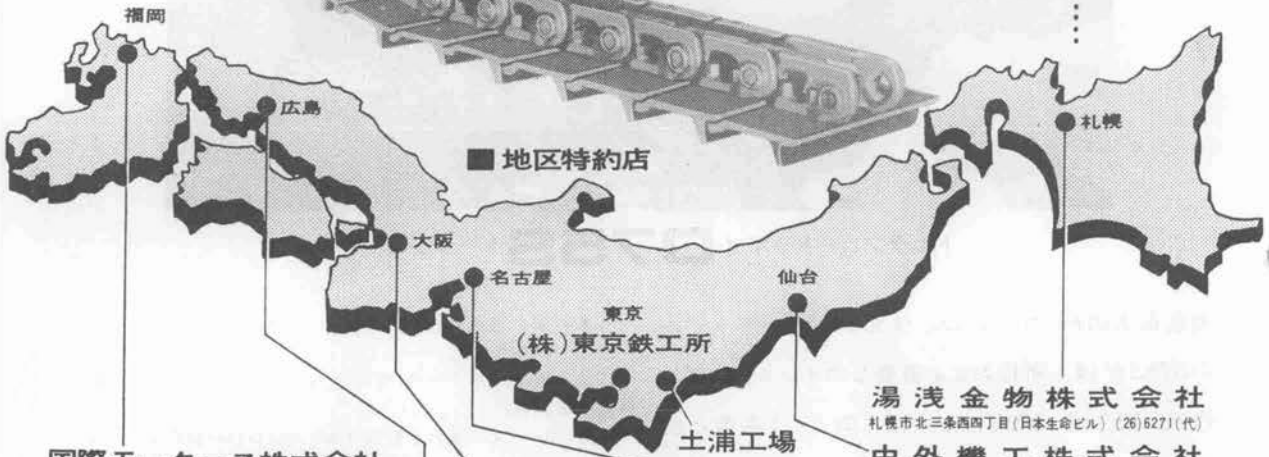 福岡
広島
札幌
■地区特約店
大阪
名古屋
仙台
東京
(株)東京鉄工所
湯浅金物株式会社
札幌市北三条西四丁目(日本生命ビル) (26)6271(代)
土浦工場